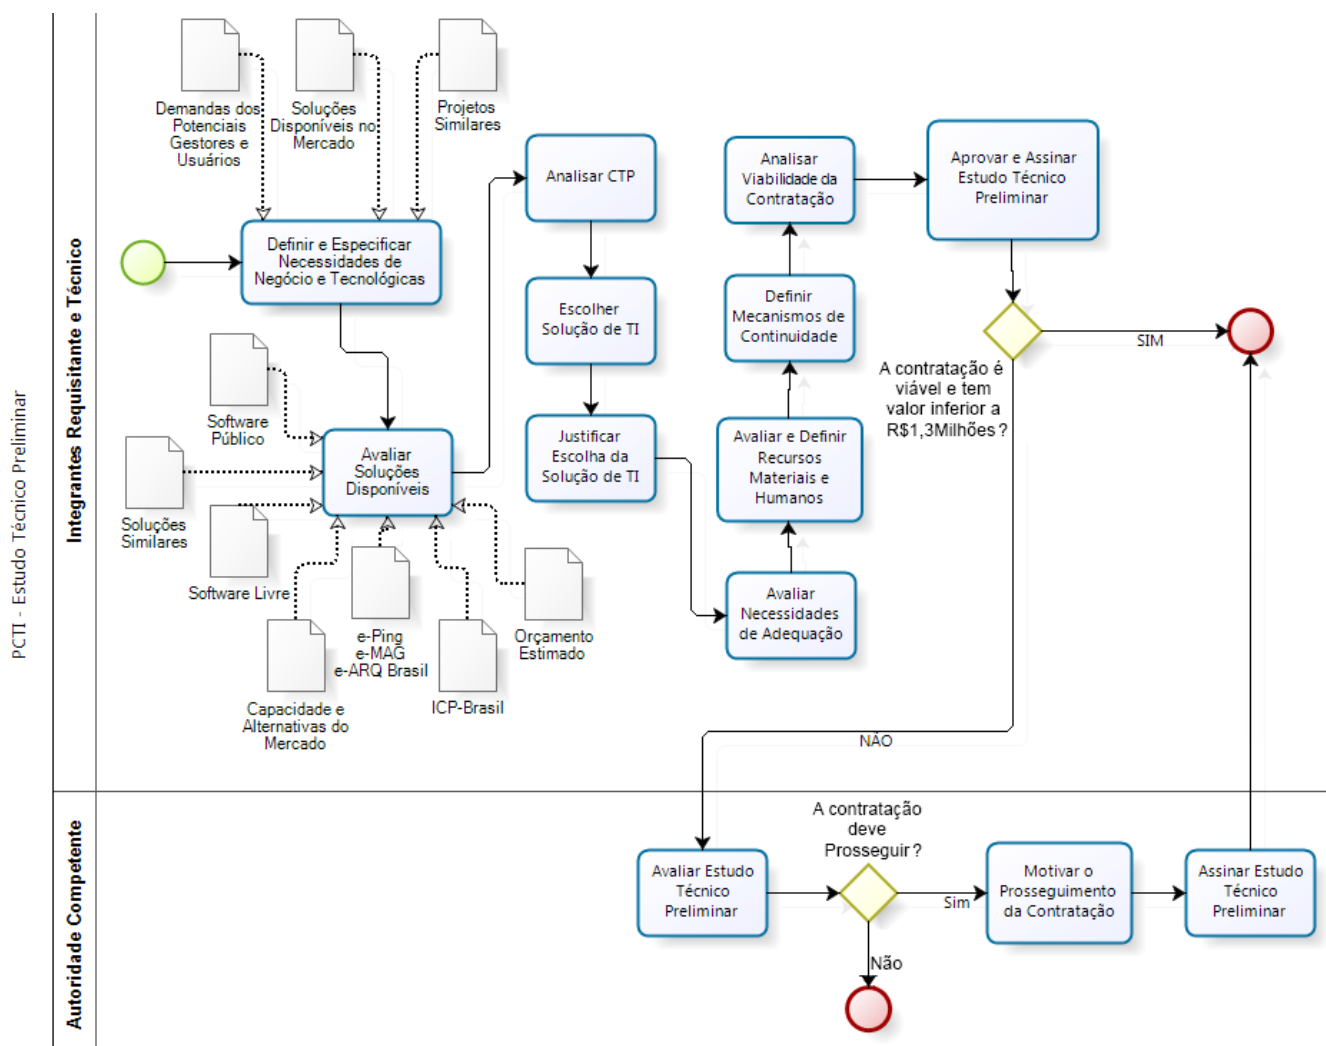 PCTI - Estudo Técnico Preliminar
Integrantes Requisitante e Técnico
Demandas dos
Potenciais
Gestores e
Usuários
Soluções
Disponíveis no
Mercado
Projetos
Similares
Definir e Especificar
Necessidades de
Negócio e Tecnológicas
Software
Público
Soluções
Similares
Software Livre
Capacidade e
Alternativas do
Mercado
e-Ping
e-MAG
e-ARQ Brasil
ICP-Brasil
Orçamento
Estimado
Avaliar
Soluções
Disponíveis
Analisar CTP
Escolher
Solução de TI
Justificar
Escolha da
Solução de TI
Avaliar
Necessidades
de Adequação
Avaliar e Definir
Recursos
Materiais e
Humanos
Definir
Mecanismos de
Continuidade
Analisar
Viabilidade da
Contratação
Aprovar e Assinar
Estudo Técnico
Preliminar
A contratação é
viável e tem
valor inferior a
R$1,3Milhões?
SIM
NÃO
Autoridade Competente
Avaliar Estudo
Técnico
Preliminar
A contratação
deve
Prosseguir?
Sim
Não
Motivar o
Prosseguimento
da Contratação
Assinar Estudo
Técnico
Preliminar